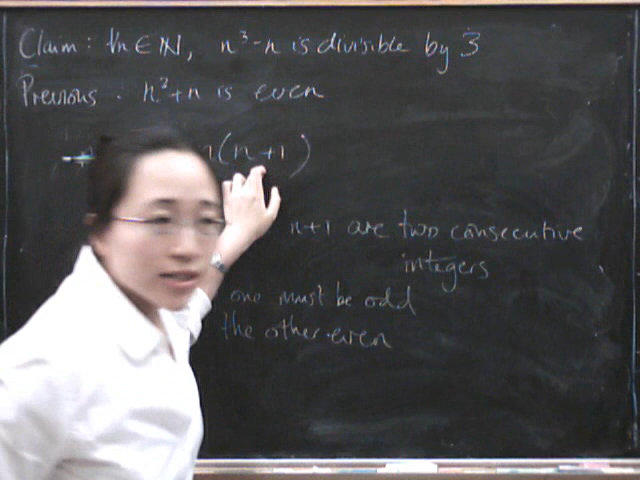 Claim: ∀n ∈ ℕ, n³-n is divisible by 3
Previous: n²+n is even
n(n+1)
n+1 are two consecutive
integers
one must be odd
the other even